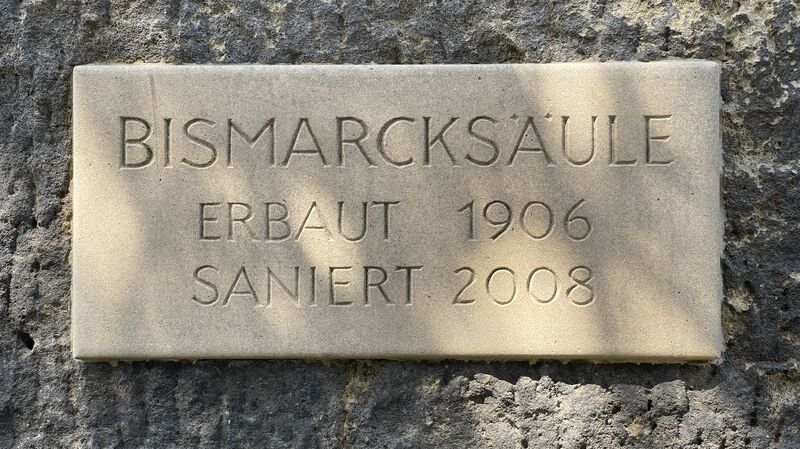 BISMARCKSÄULE
ERBAUT 1906
SANIERT 2008